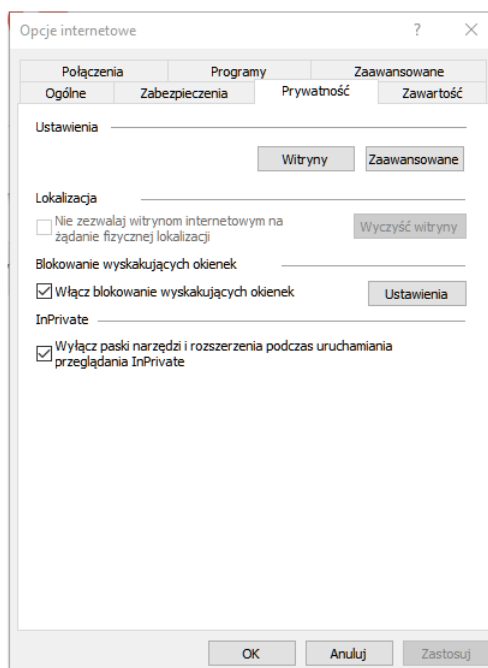 Opcje internetowe
Połączenia Programy Zaawansowane
Ogólne Zabezpieczenia Prywatność Zawartość
Ustawienia
Witryny Zaawansowane
Lokalizacja
Nie zezwalaj witrynom internetowym na
żądanie fizycznej lokalizacji
Wyczyść witryny
Blokowanie wyskakujących okienek
Włącz blokowanie wyskakujących okienek Ustawienia
InPrivate
Wyłącz paski narzędzi i rozszerzenia podczas uruchamiania
przeglądania InPrivate
OK Anuluj Zastosuj